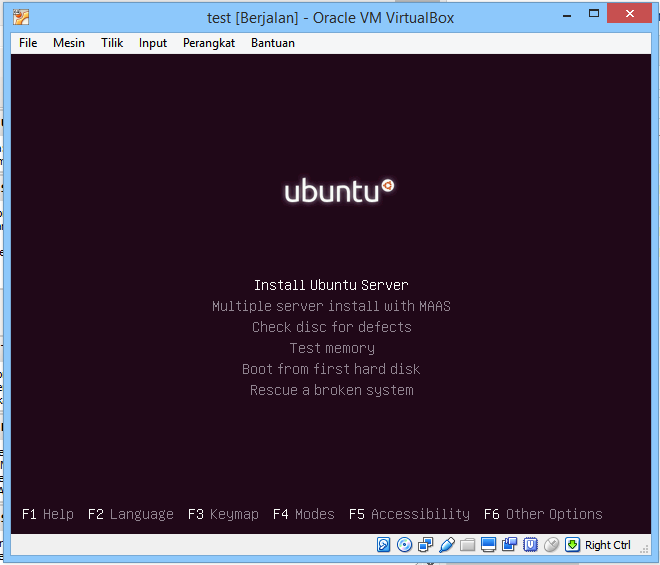 test [Berjalan] - Oracle VM VirtualBox
File Mesin Tilik Input Perangkat Bantuan
ubuntu
Install Ubuntu Server
Multiple server install with MAAS
Check disc for defects
Test memory
Boot from first hard disk
Rescue a broken system
F1 Help F2 Language F3 Keymap F4 Modes F5 Accessibility F6 Other Options
Right Ctrl